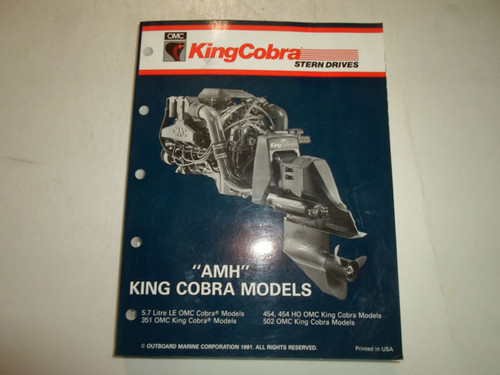 OMC
KingCobra®
STERN DRIVES
OMC
King
"AMH"
KING COBRA MODELS
5.7 Litre LE OMC Cobra® Models
351 OMC King Cobra® Models
454, 454 HO OMC King Cobra Models
502 OMC King Cobra Models
© OUTBOARD MARINE CORPORATION 1991. ALL RIGHTS RESERVED.
Printed in USA